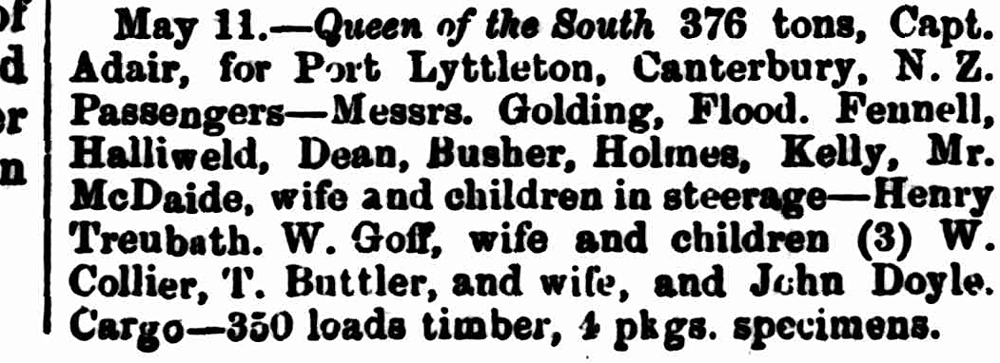 May 11.—Queen of the South 376 tons, Capt.
Adair, for Port Lyttleton, Canterbury, N. Z.
Passengers—Messrs. Golding, Flood. Fennell,
Halliweld, Dean, Busher, Holmes, Kelly, Mr.
McDaide, wife and children in steerage—Henry
Treubath. W. Goff, wife and children (3) W.
Collier, T. Buttler, and wife, and John Doyle.
Cargo—350 loads timber, 4 pkgs. specimens.